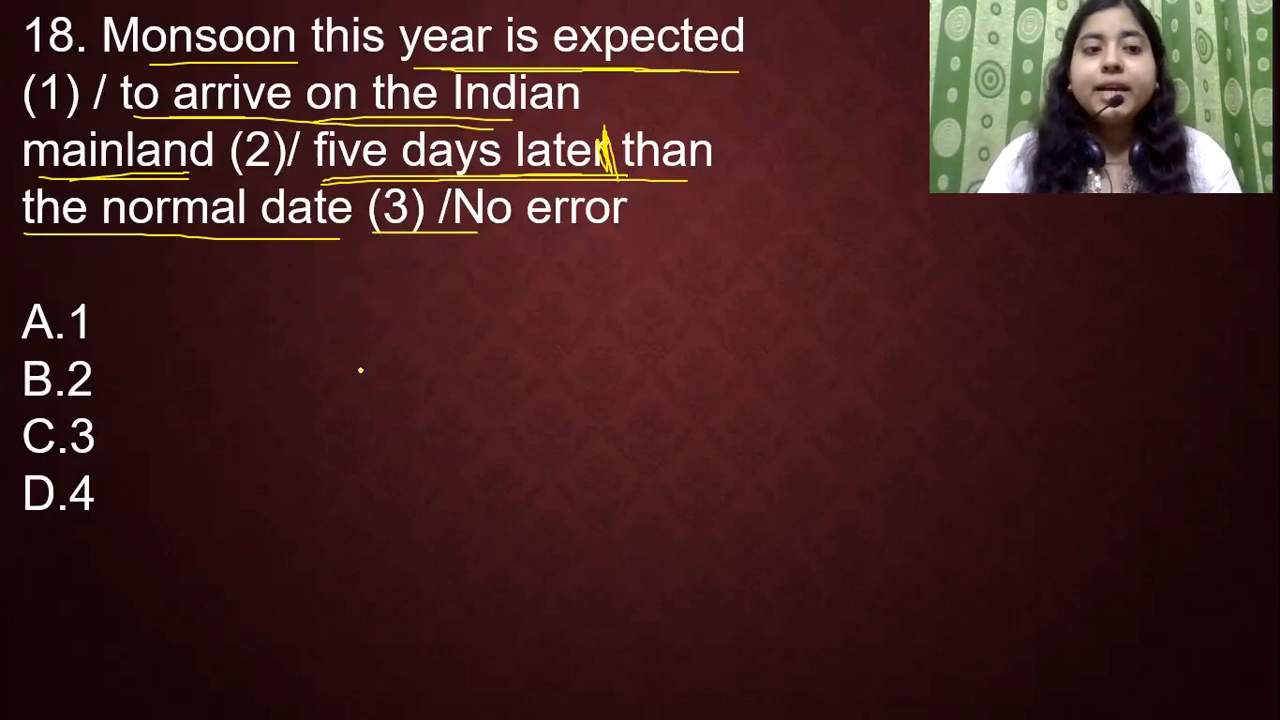 18. Monsoon this year is expected
(1) / to arrive on the Indian
mainland (2)/ five days later than
the normal date (3) /No error
A.1
B.2
C.3
D.4